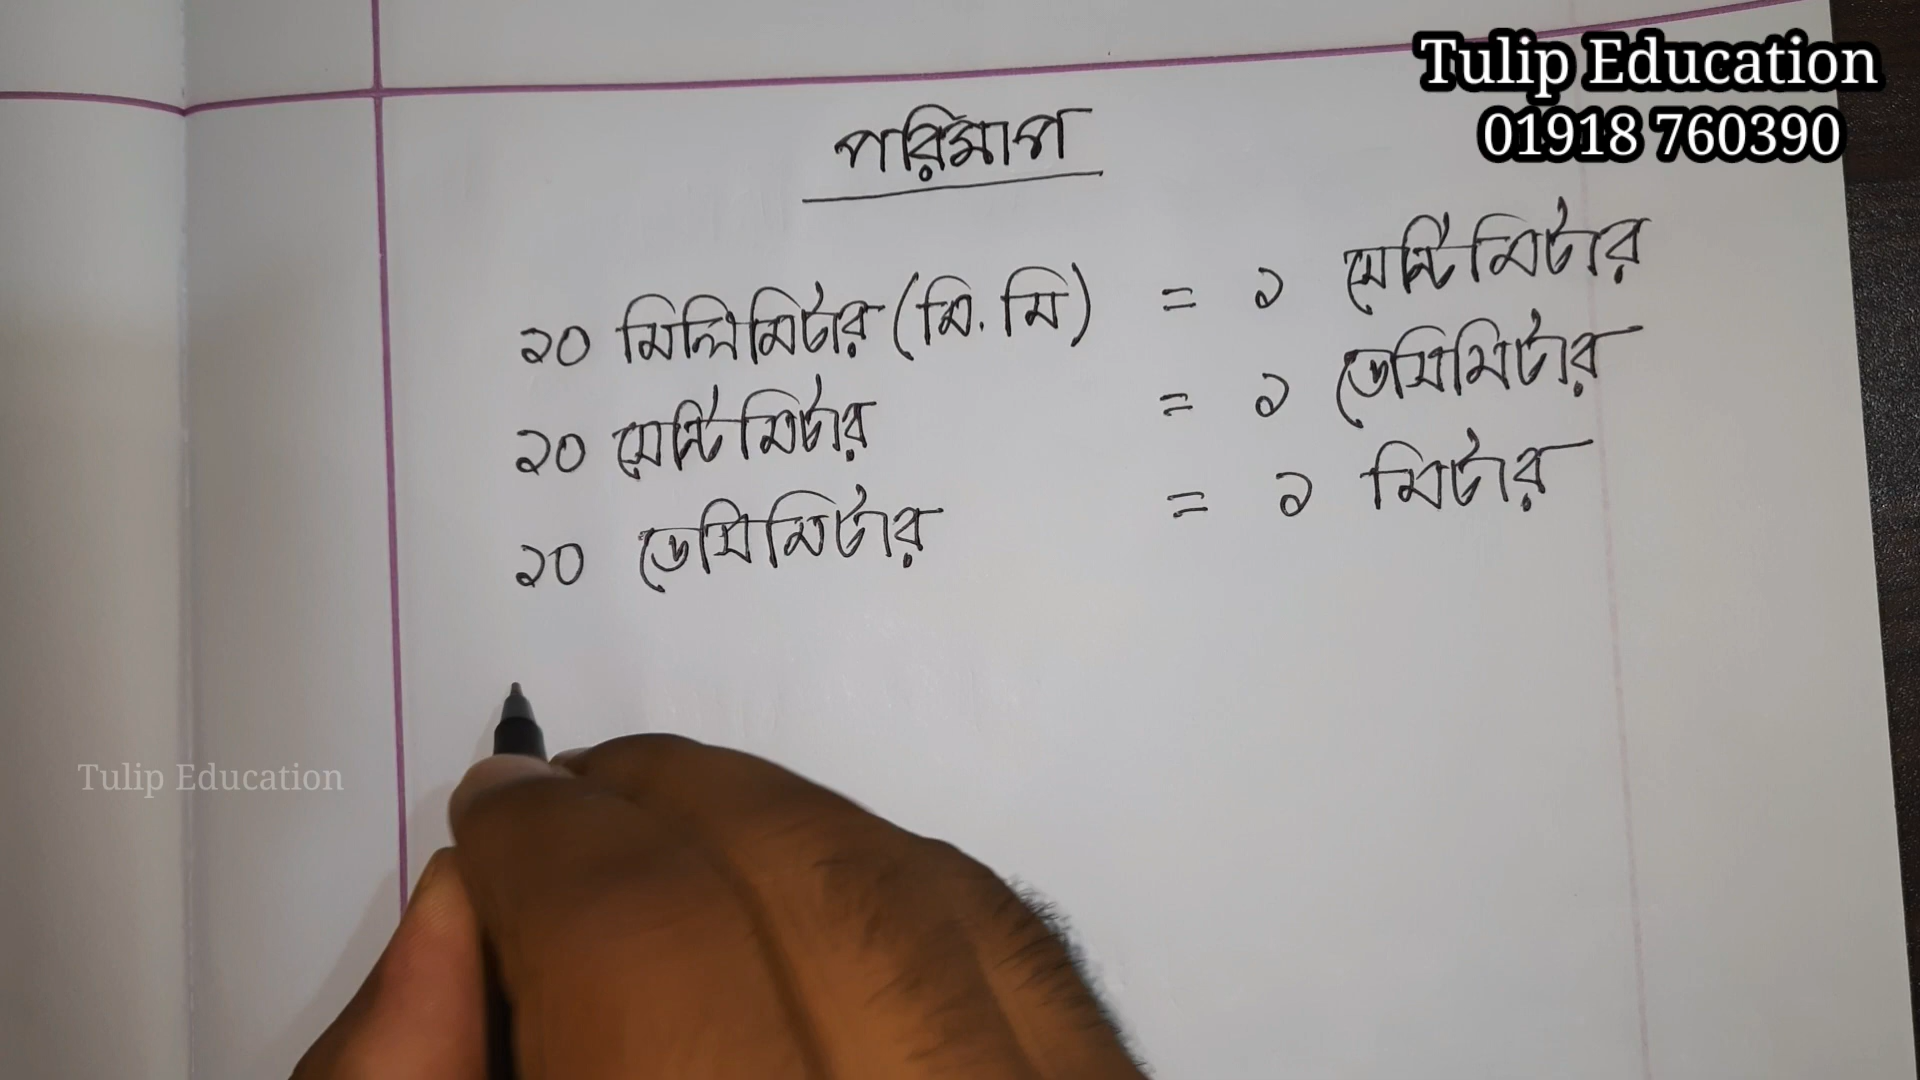 Tulip Education
01918 760390
পরিমাপ
১০ মিলিমিটার (মি. মি) = ১ সেন্টিমিটার
১০ সেন্টিমিটার = ১ ডেসিমিটার
১০ ডেসিমিটার = ১ মিটার
Tulip Education